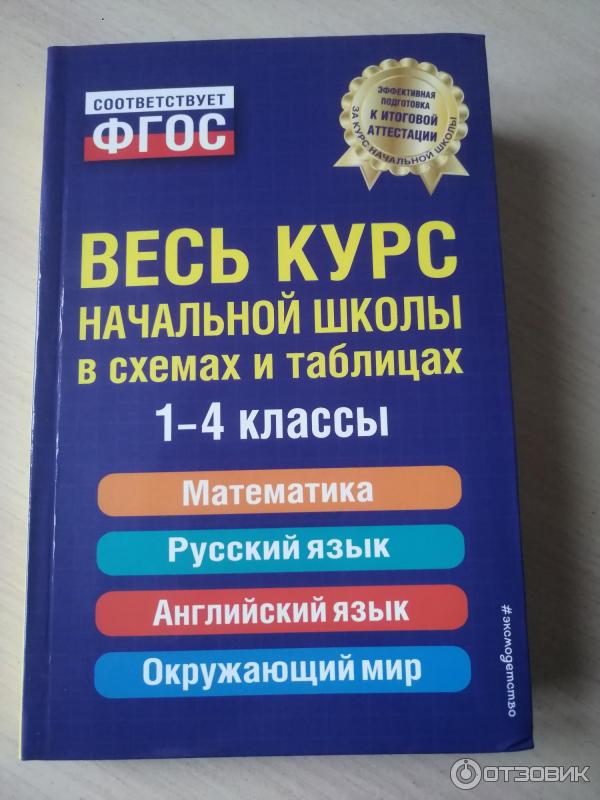 СООТВЕТСТВУЕТ
ФГОС
ЭФФЕКТИВНАЯ
ПОДГОТОВКА
К ИТОГОВОЙ
АТТЕСТАЦИИ
ЗА КУРС НАЧАЛЬНОЙ ШКОЛЫ
ВЕСЬ КУРС
НАЧАЛЬНОЙ ШКОЛЫ
в схемах и таблицах
1–4 классы
Математика
Русский язык
Английский язык
Окружающий мир
#эксмодетство
ОТЗОВИК